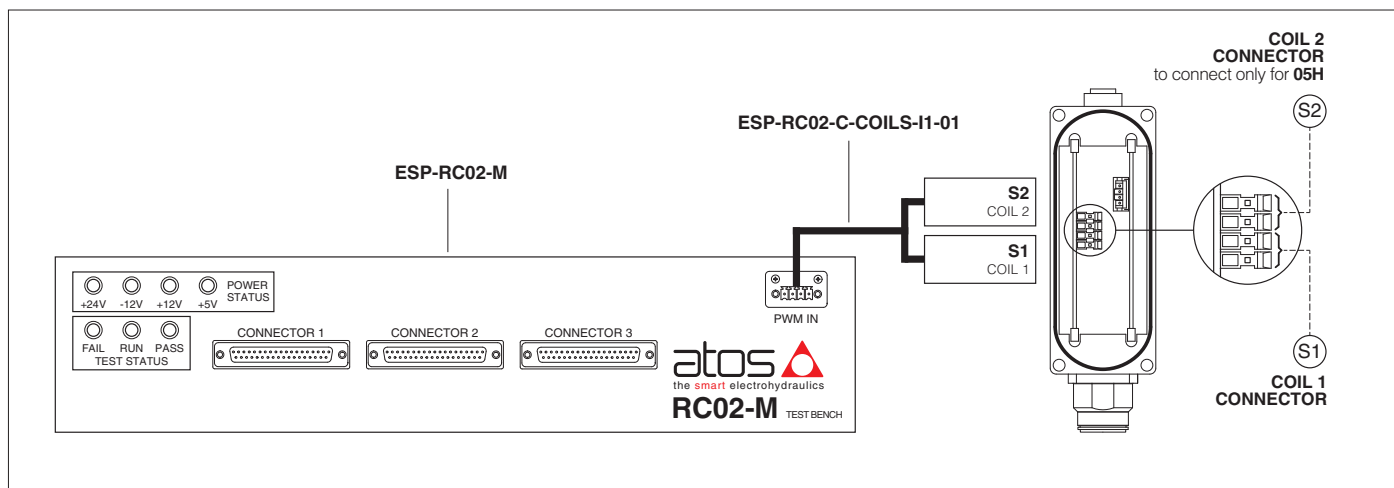 COIL 2
CONNECTOR
to connect only for 05H
S2
ESP-RC02-C-COILS-I1-01
ESP-RC02-M
S2
COIL 2
S1
COIL 1
+24V -12V +12V +5V
POWER
STATUS
FAIL RUN PASS
TEST STATUS
CONNECTOR 1
CONNECTOR 2
CONNECTOR 3
PWM IN
atos
the smart electrohydraulics
RC02-M TEST BENCH
S1
COIL 1
CONNECTOR